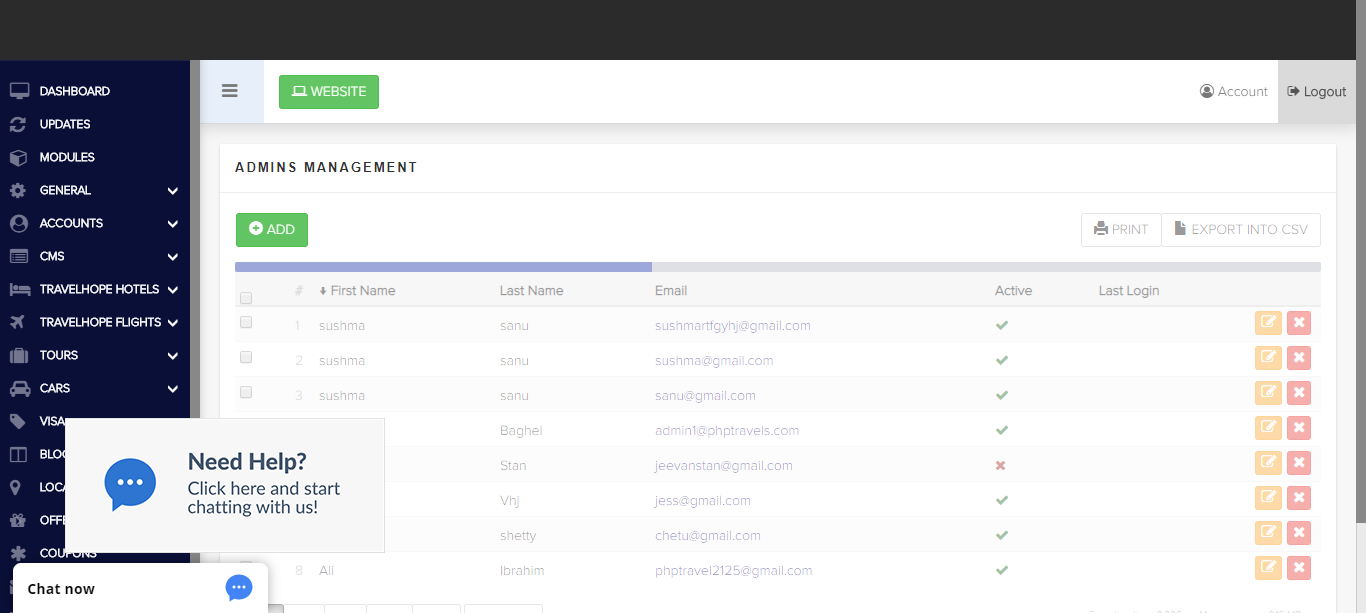 WEBSITE
Account
Logout
DASHBOARD
UPDATES
MODULES
GENERAL
ACCOUNTS
CMS
TRAVELHOPE HOTELS
TRAVELHOPE FLIGHTS
TOURS
CARS
VISA
BLOG
LOCA
OFFE
COUPONS
ADMINS MANAGEMENT
ADD
PRINT
EXPORT INTO CSV
# First Name Last Name Email Active Last Login
1 sushma sanu sushmartfgyhj@gmail.com
2 sushma sanu sushma@gmail.com
3 sushma sanu sanu@gmail.com
Baghel admin1@phptravels.com
Stan jeevanstan@gmail.com
Vhj jess@gmail.com
shetty chetu@gmail.com
8 Ali Ibrahim phptravel2125@gmail.com
Need Help?
Click here and start
chatting with us!
Chat now